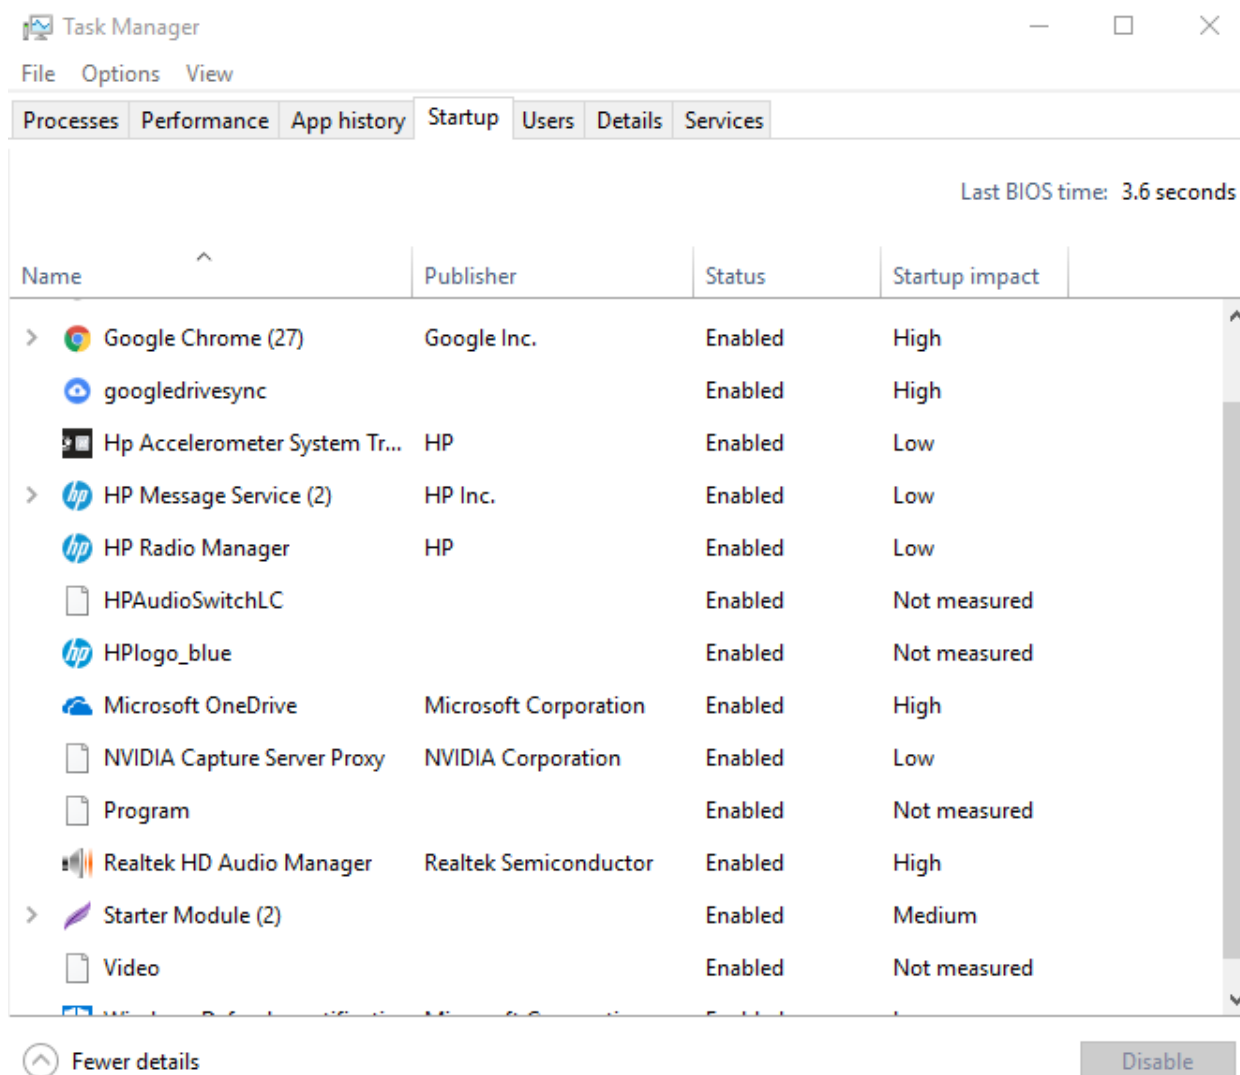 Task Manager
File Options View
Processes Performance App history Startup Users Details Services
Last BIOS time: 3.6 seconds
Name Publisher Status Startup impact
Google Chrome (27) Google Inc. Enabled High
googledrivesync Enabled High
Hp Accelerometer System Tr... HP Enabled Low
HP Message Service (2) HP Inc. Enabled Low
HP Radio Manager HP Enabled Low
HPAudioSwitchLC Enabled Not measured
hp HPlogo_blue Enabled Not measured
Microsoft OneDrive Microsoft Corporation Enabled High
NVIDIA Capture Server Proxy NVIDIA Corporation Enabled Low
Program Enabled Not measured
Realtek HD Audio Manager Realtek Semiconductor Enabled High
Starter Module (2) Enabled Medium
Video Enabled Not measured
Fewer details Disable